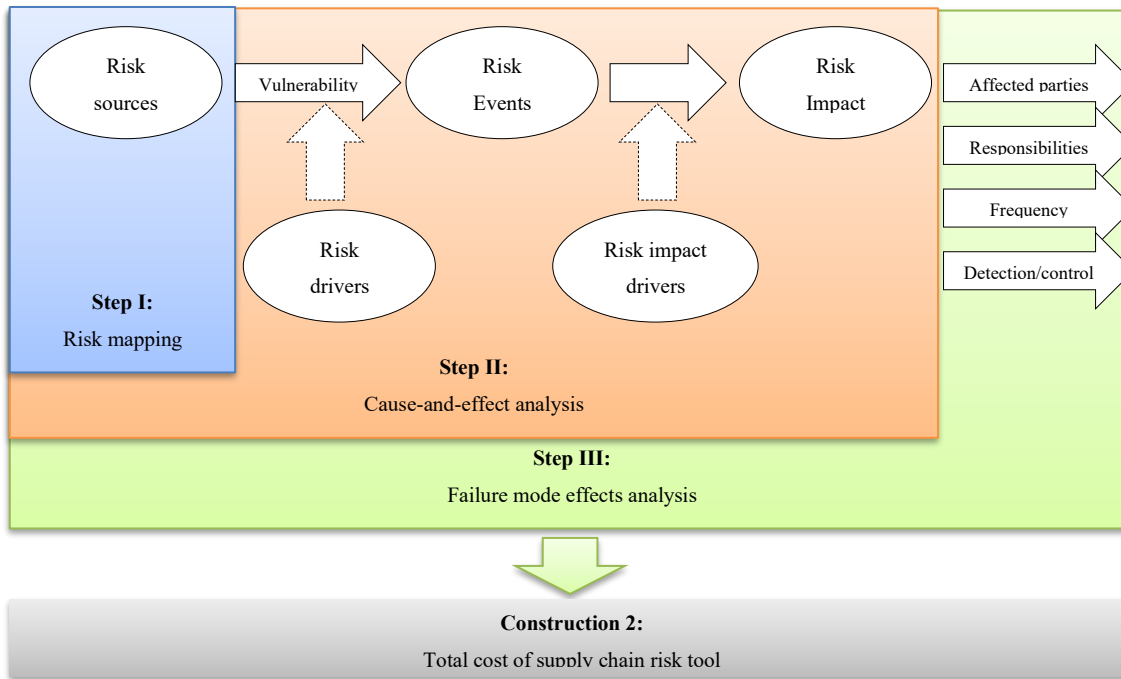 Risk
sources
Vulnerability
Risk
Events
Risk
Impact
Affected parties
Responsibilities
Frequency
Detection/control
Risk
drivers
Risk impact
drivers
Step I:
Risk mapping
Step II:
Cause-and-effect analysis
Step III:
Failure mode effects analysis
Construction 2:
Total cost of supply chain risk tool